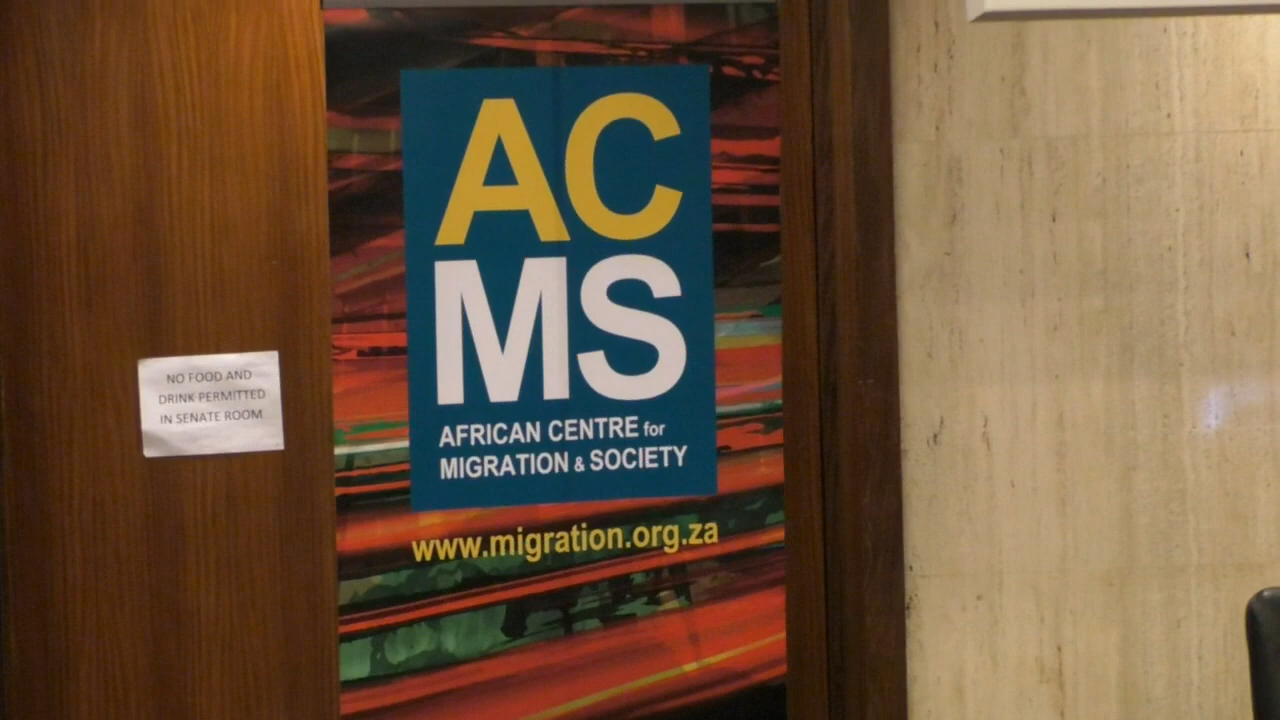 AC
MS
AFRICAN CENTRE for
MIGRATION & SOCIETY
www.migration.org.za
NO FOOD AND
DRINK PERMITTED
IN SENATE ROOM